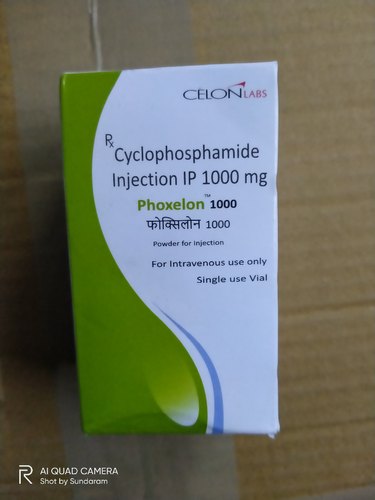 CELON LABS
Rx
Cyclophosphamide
Injection IP 1000 mg
Phoxelon™ 1000
फोक्सिलोन 1000
Powder for Injection
For Intravenous use only
Single use Vial
R AI QUAD CAMERA
Shot by Sundaram